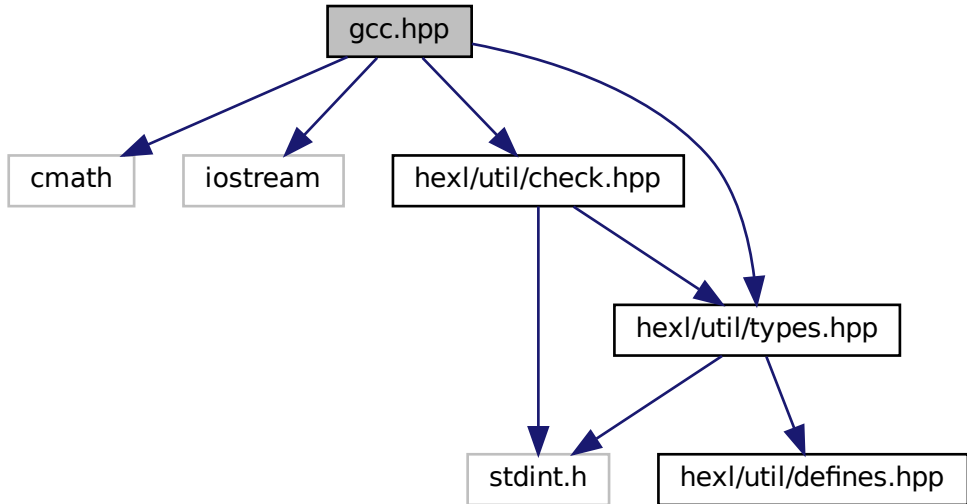 gcc.hpp
cmath
iostream
hexl/util/check.hpp
hexl/util/types.hpp
stdint.h
hexl/util/defines.hpp